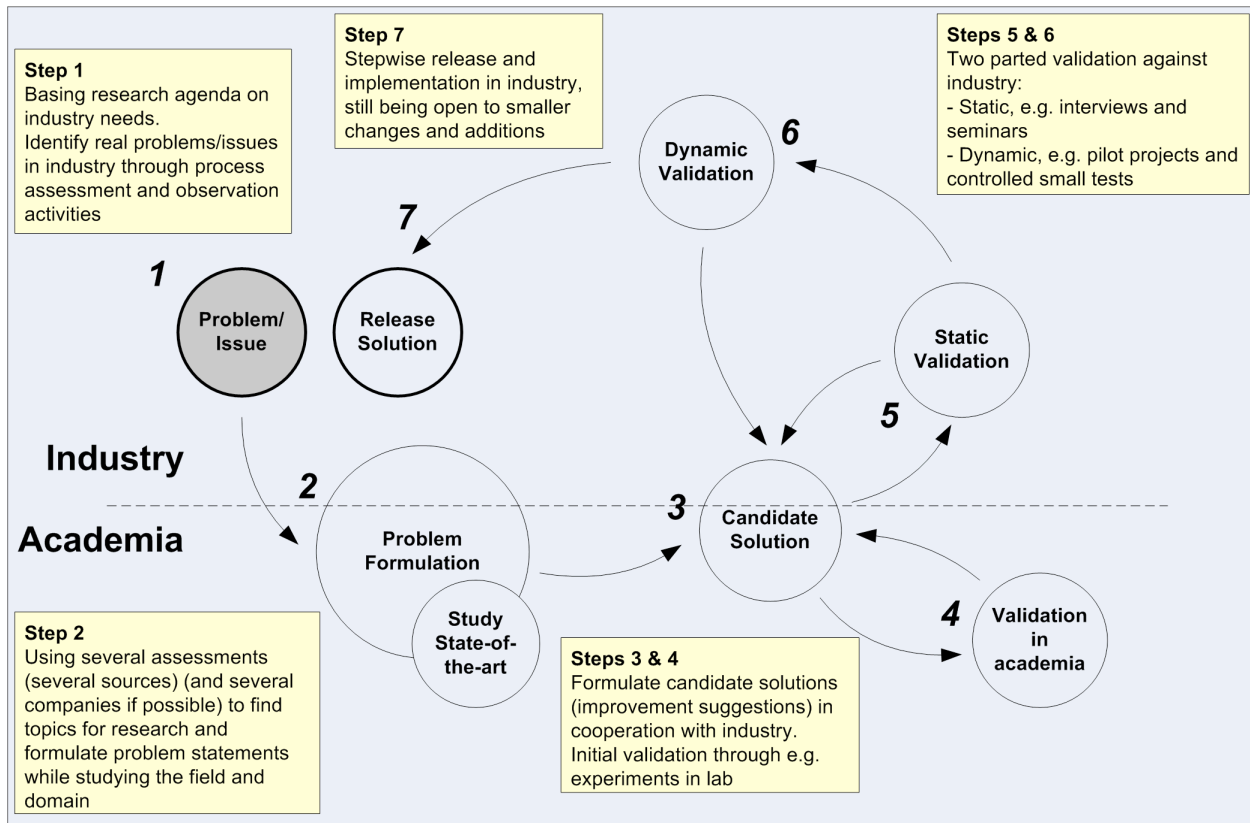 Step 1
Basing research agenda on
industry needs.
Identify real problems/issues
in industry through process
assessment and observation
activities
Step 7
Stepwise release and
implementation in industry,
still being open to smaller
changes and additions
Steps 5 & 6
Two parted validation against
industry:
- Static, e.g. interviews and
seminars
- Dynamic, e.g. pilot projects and
controlled small tests
6
Dynamic
Validation
7
1
Problem/
Issue
Release
Solution
Static
Validation
5
Industry
2
3
Academia
Problem
Formulation
Candidate
Solution
Study
State-of-
the-art
4
Validation
in
academia
Step 2
Using several assessments
(several sources) (and several
companies if possible) to find
topics for research and
formulate problem statements
while studying the field and
domain
Steps 3 & 4
Formulate candidate solutions
(improvement suggestions) in
cooperation with industry.
Initial validation through e.g.
experiments in lab